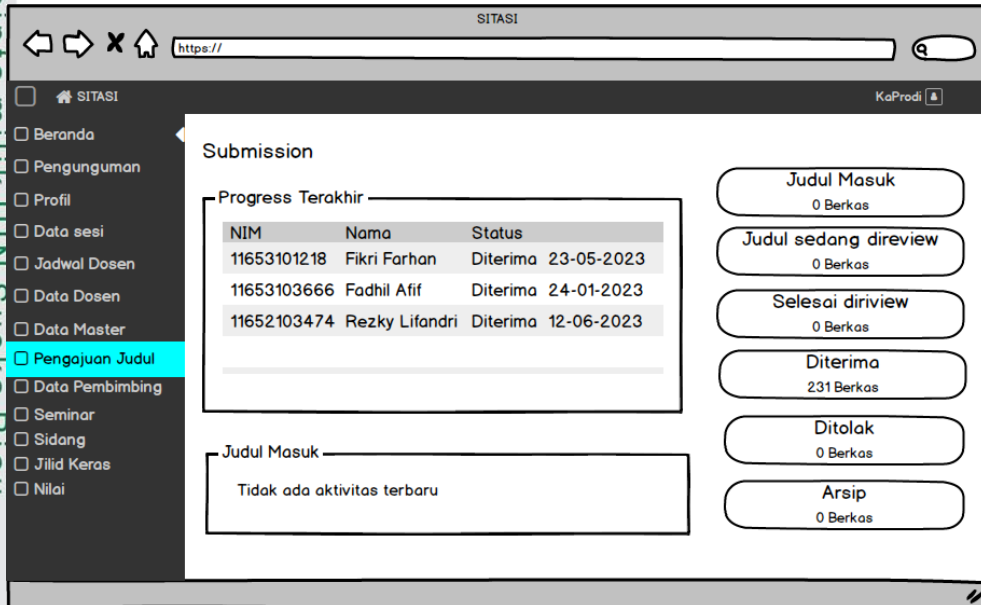 SITASI
https://
SITASI
KaProdi
Beranda
Pengunguman
Profil
Data sesi
Jadwal Dosen
Data Dosen
Data Master
Pengajuan Judul
Data Pembimbing
Seminar
Sidang
Jilid Keras
Nilai
Submission
Progress Terakhir
NIM Nama Status
11653101218 Fikri Farhan Diterima 23-05-2023
11653103666 Fadhil Afif Diterima 24-01-2023
11652103474 Rezky Lifandri Diterima 12-06-2023
Judul Masuk
Tidak ada aktivitas terbaru
Judul Masuk
0 Berkas
Judul sedang direview
0 Berkas
Selesai diriview
0 Berkas
Diterima
231 Berkas
Ditolak
0 Berkas
Arsip
0 Berkas